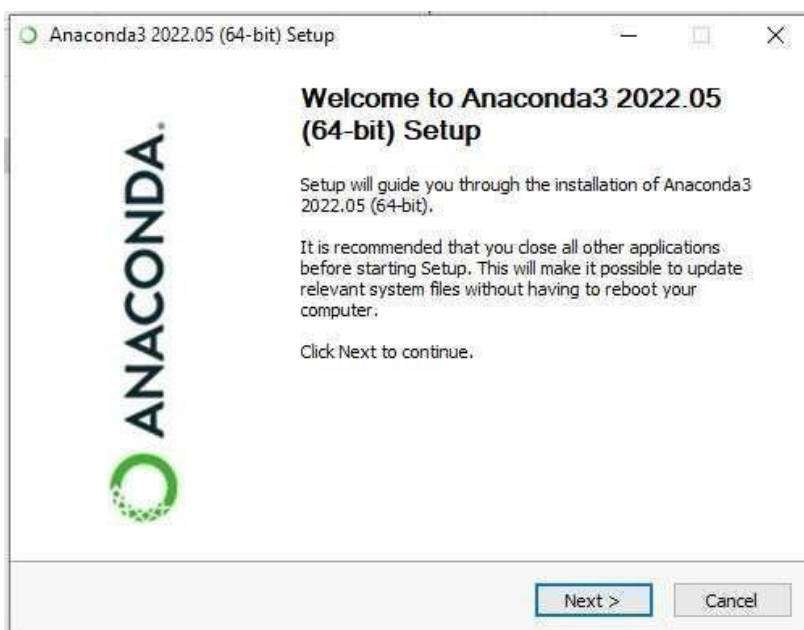 Anaconda3 2022.05 (64-bit) Setup
Welcome to Anaconda3 2022.05
(64-bit) Setup
ANACONDA.
Setup will guide you through the installation of Anaconda3
2022.05 (64-bit).
It is recommended that you close all other applications
before starting Setup. This will make it possible to update
relevant system files without having to reboot your
computer.
Click Next to continue.
Next >
Cancel